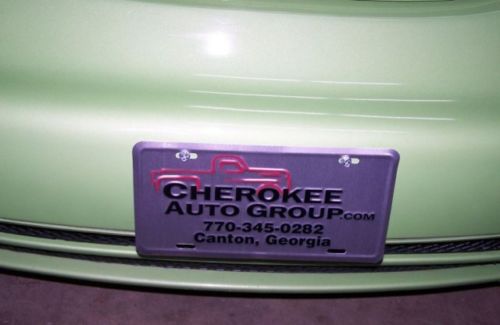 CHEROKEE
AUTO GROUP.COM
770-345-0282
Canton, Georgia